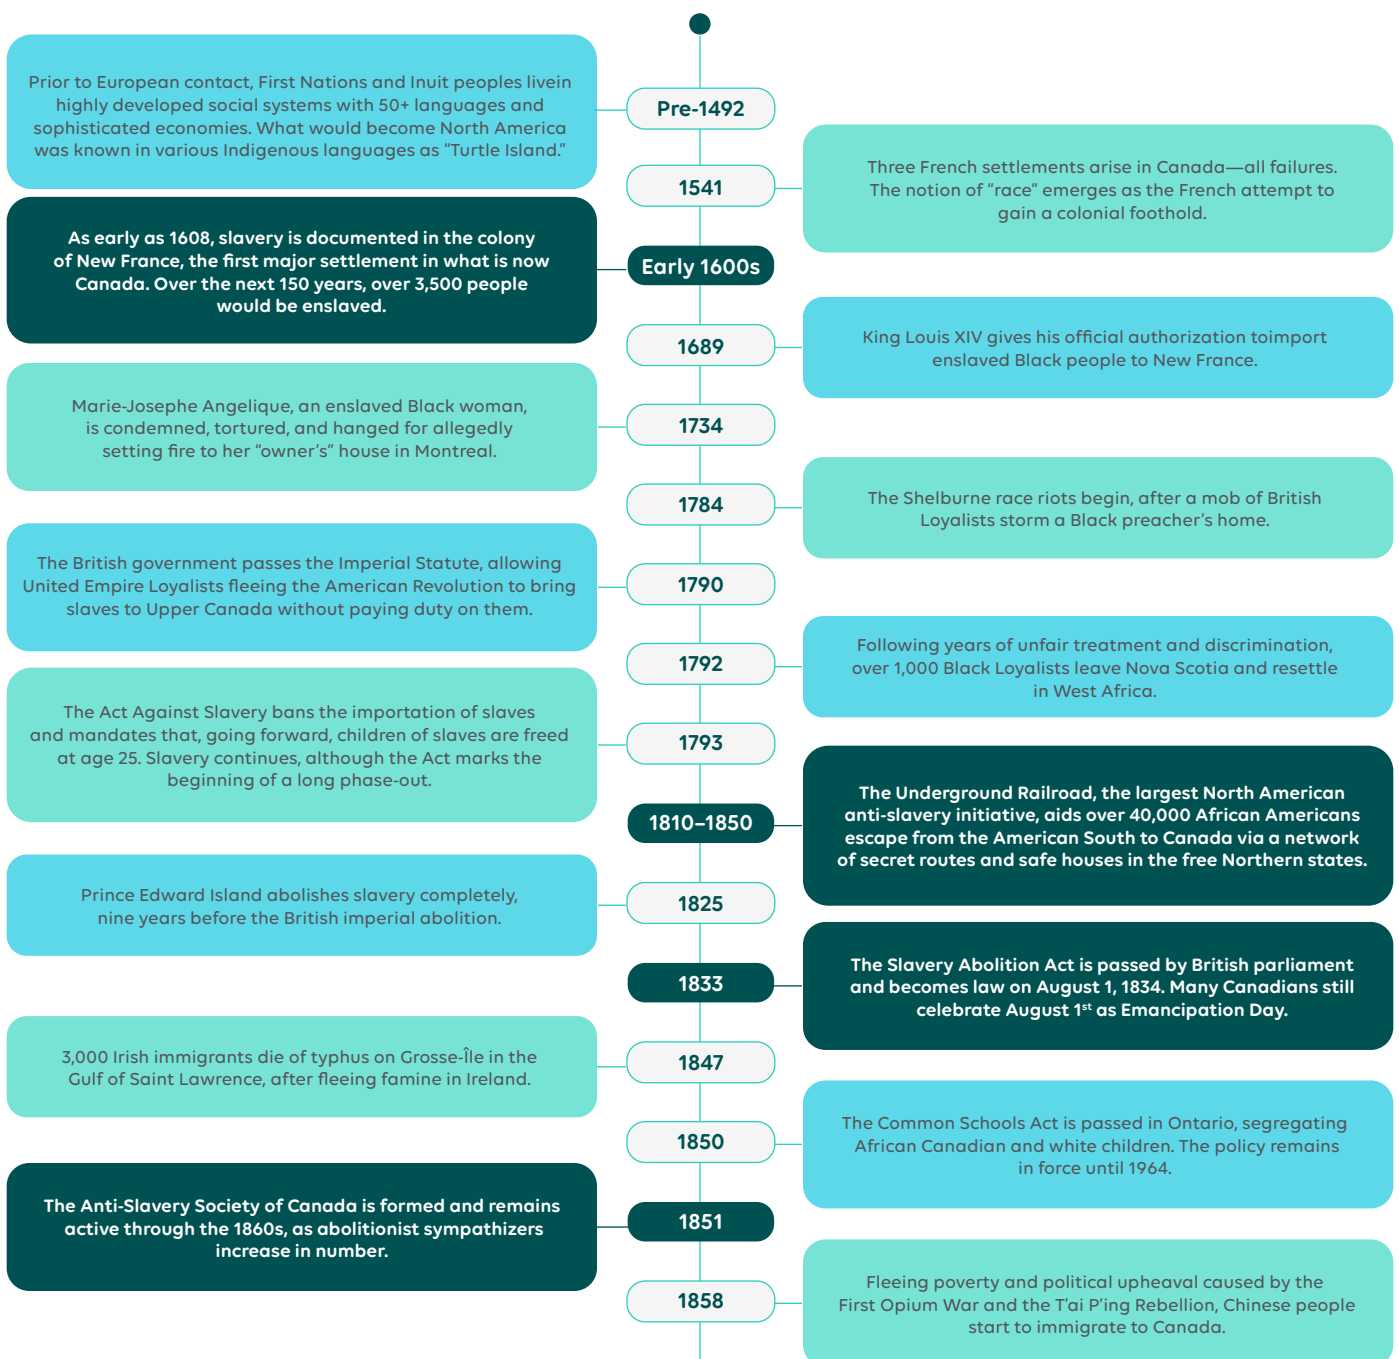 Pre-1492
Prior to European contact, First Nations and Inuit peoples livein
highly developed social systems with 50+ languages and
sophisticated economies. What would become North America
was known in various Indigenous languages as “Turtle Island.”
1541
Three French settlements arise in Canada—all failures.
The notion of “race” emerges as the French attempt to
gain a colonial foothold.
Early 1600s
As early as 1608, slavery is documented in the colony
of New France, the first major settlement in what is now
Canada. Over the next 150 years, over 3,500 people
would be enslaved.
1689
King Louis XIV gives his official authorization toimport
enslaved Black people to New France.
1734
Marie-Josephe Angelique, an enslaved Black woman,
is condemned, tortured, and hanged for allegedly
setting fire to her “owner’s” house in Montreal.
1784
The Shelburne race riots begin, after a mob of British
Loyalists storm a Black preacher’s home.
1790
The British government passes the Imperial Statute, allowing
United Empire Loyalists fleeing the American Revolution to bring
slaves to Upper Canada without paying duty on them.
1792
Following years of unfair treatment and discrimination,
over 1,000 Black Loyalists leave Nova Scotia and resettle
in West Africa.
1793
The Act Against Slavery bans the importation of slaves
and mandates that, going forward, children of slaves are freed
at age 25. Slavery continues, although the Act marks the
beginning of a long phase-out.
1810–1850
The Underground Railroad, the largest North American
anti-slavery initiative, aids over 40,000 African Americans
escape from the American South to Canada via a network
of secret routes and safe houses in the free Northern states.
1825
Prince Edward Island abolishes slavery completely,
nine years before the British imperial abolition.
1833
The Slavery Abolition Act is passed by British parliament
and becomes law on August 1, 1834. Many Canadians still
celebrate August 1st as Emancipation Day.
1847
3,000 Irish immigrants die of typhus on Grosse-Île in the
Gulf of Saint Lawrence, after fleeing famine in Ireland.
1850
The Common Schools Act is passed in Ontario, segregating
African Canadian and white children. The policy remains
in force until 1964.
1851
The Anti-Slavery Society of Canada is formed and remains
active through the 1860s, as abolitionist sympathizers
increase in number.
1858
Fleeing poverty and political upheaval caused by the
First Opium War and the T’ai P’ing Rebellion, Chinese people
start to immigrate to Canada.